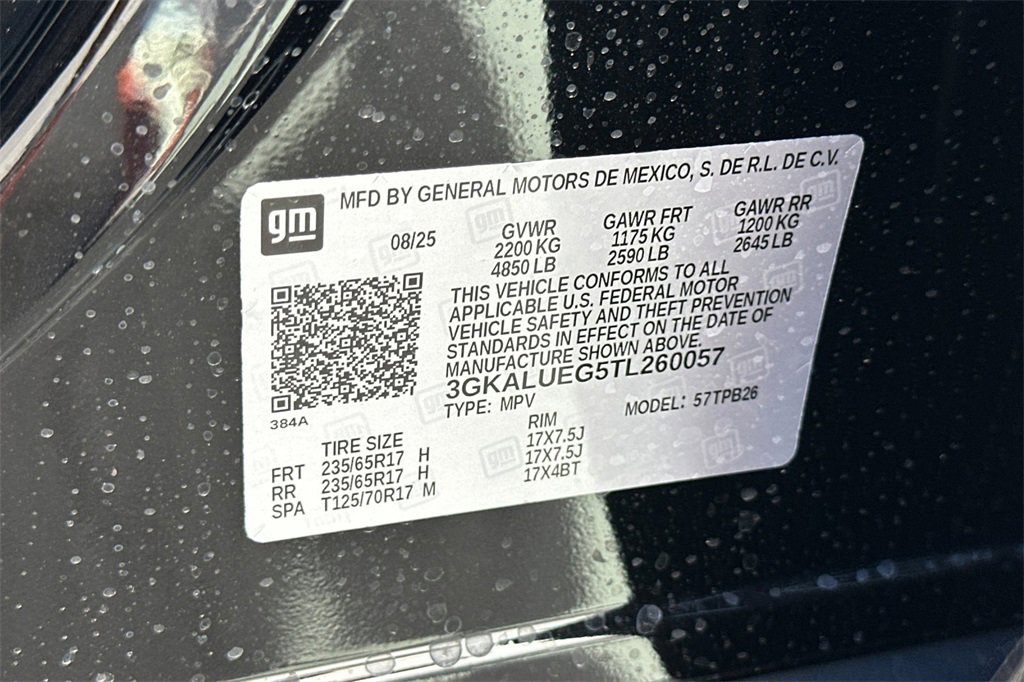 gm
MFD BY GENERAL MOTORS DE MEXICO, S. DE R.L. DE C.V.
08/25
GVWR
2200 KG
4850 LB
GAWR FRT
1175 KG
2590 LB
GAWR RR
1200 KG
2645 LB
THIS VEHICLE CONFORMS TO ALL
APPLICABLE U.S. FEDERAL MOTOR
VEHICLE SAFETY AND THEFT PREVENTION
STANDARDS IN EFFECT ON THE DATE OF
MANUFACTURE SHOWN ABOVE.
3GKALUEG5TL260057
TYPE: MPV
MODEL: 57TPB26
384A
TIRE SIZE
RIM
FRT 235/65R17 H 17X7.5J
RR 235/65R17 H 17X7.5J
SPA T125/70R17 M 17X4BT